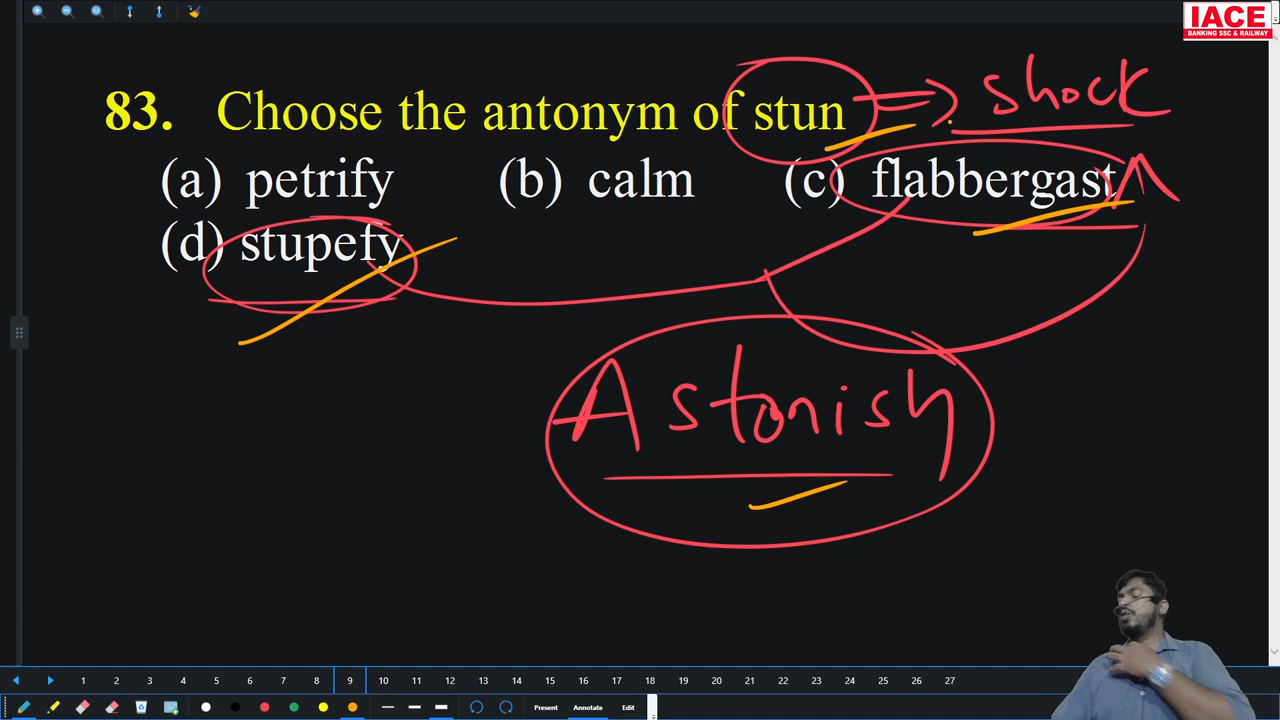 IACE
BANKING SSC & RAILWAY
83. Choose the antonym of stun => shock
(a) petrify (b) calm (c) flabbergast
(d) stupefy
Astonish
1 2 3 4 5 6 7 8 9 10 11 12 13 14 15 16 17 18 19 20 21 22 23 24 25 26 27
Present Annotate Edit